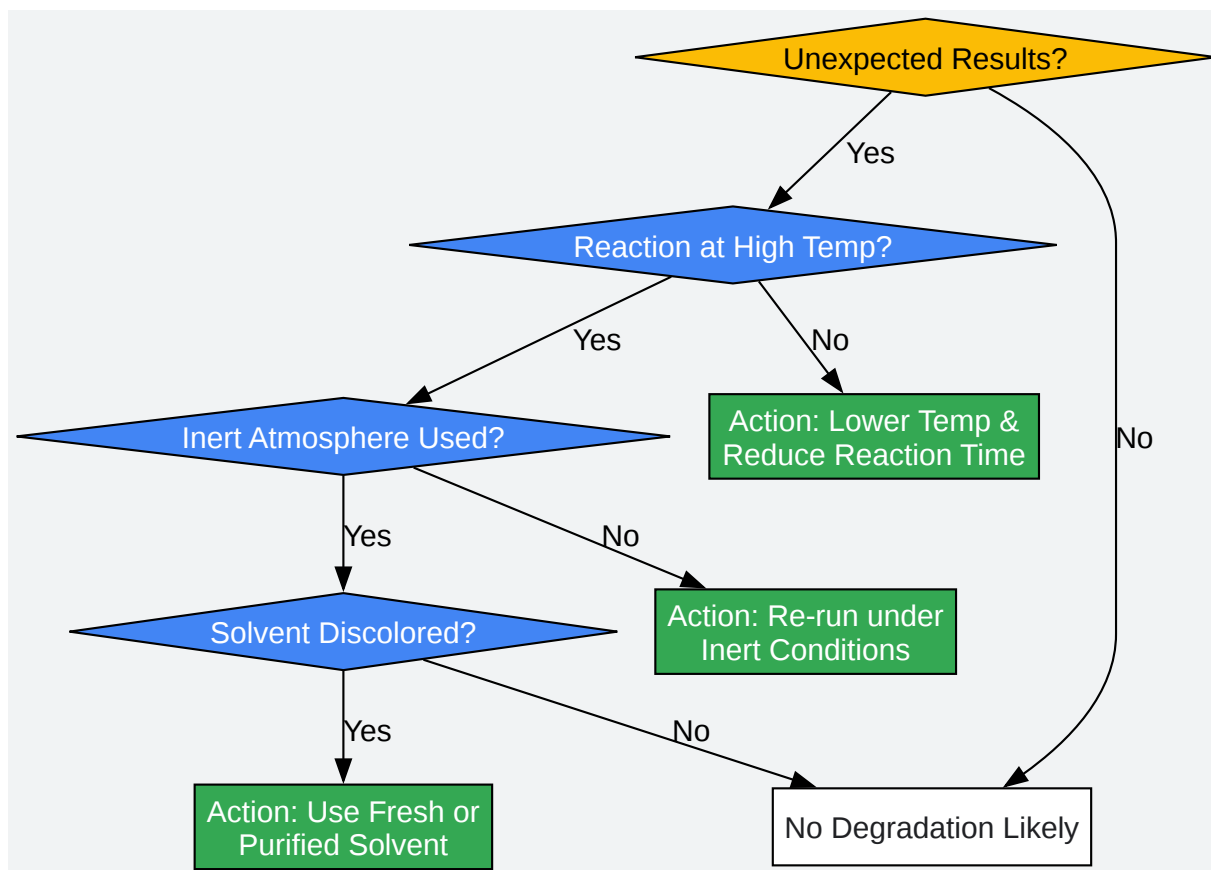 Unexpected Results?
Yes
Reaction at High Temp?
Yes
No
Inert Atmosphere Used?
Action: Lower Temp &
Reduce Reaction Time
No
Yes
No
Solvent Discolored?
Action: Re-run under
Inert Conditions
Yes
No
Action: Use Fresh or
Purified Solvent
No Degradation Likely